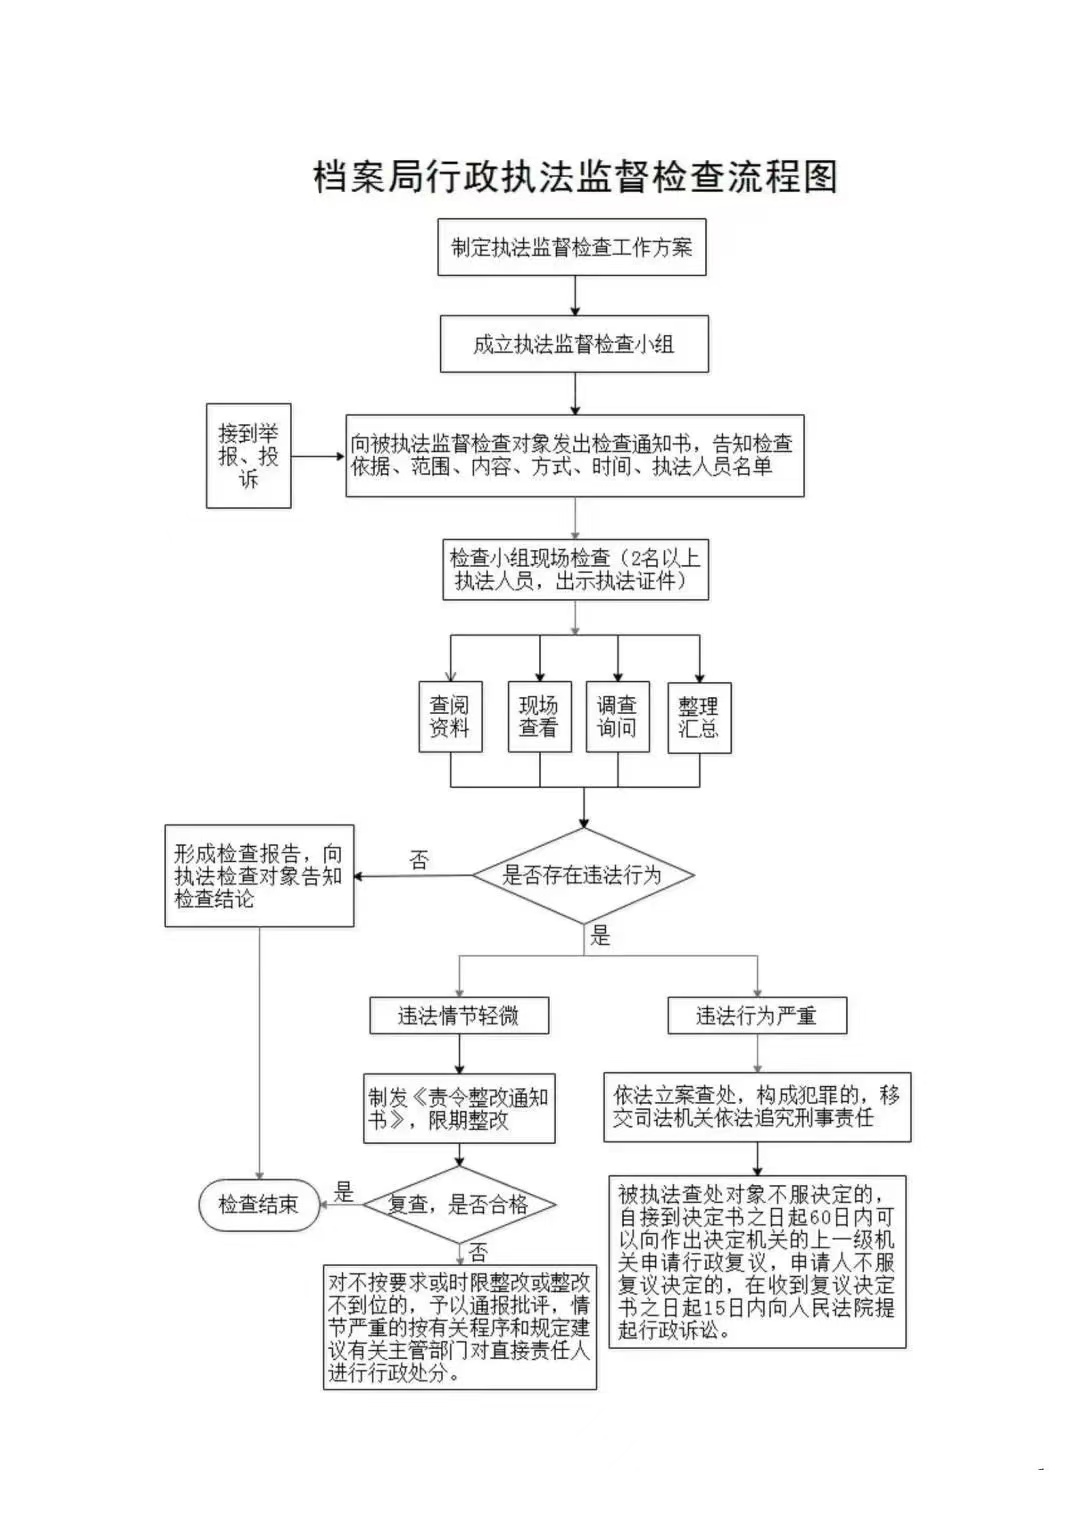 档案局行政执法监督检查流程图
制定执法监督检查工作方案
成立执法监督检查小组
接到举
报、投
诉
向被执法监督检查对象发出检查通知书，告知检查
依据、范围、内容、方式、时间、执法人员名单
检查小组现场检查（2名以上
执法人员，出示执法证件）
查阅
资料
现场
查看
调查
询问
整理
汇总
是否存在违法行为
否
形成检查报告，向
执法检查对象告知
检查结论
是
违法情节轻微
违法行为严重
制发《责令整改通知
书》，限期整改
依法立案查处，构成犯罪的，移
交司法机关依法追究刑事责任
复查，是否合格
是
检查结束
否
对不按要求或时限整改或整改
不到位的，予以通报批评，情
节严重的按有关程序和规定建
议有关主管部门对直接责任人
进行行政处分。
被执法查处对象不服决定的，
自接到决定书之日起60日内可
以向作出决定机关的上一级机
关申请行政复议，申请人不服
复议决定的，在收到复议决定
书之日起15日内向人民法院提
起行政诉讼。